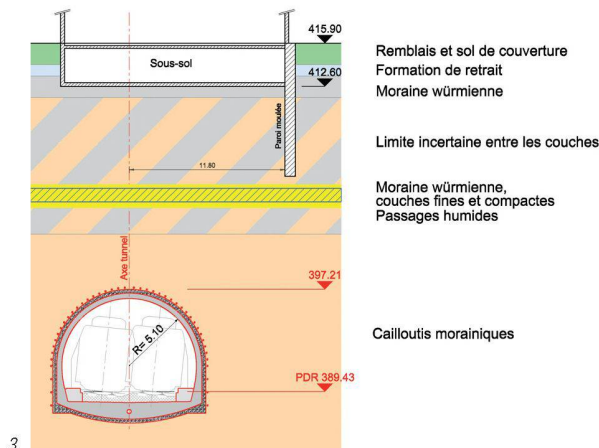 415.90
Remblais et sol de couverture
Sous-sol
Formation de retrait
412.60
Moraine würmienne
Paroi moulée
Limite incertaine entre les couches
11.80
Moraine würmienne,
couches fines et compactes
Passages humides
Axe tunnel
397.21
R= 5.10
Cailloutis morainiques
PDR 389.43
3